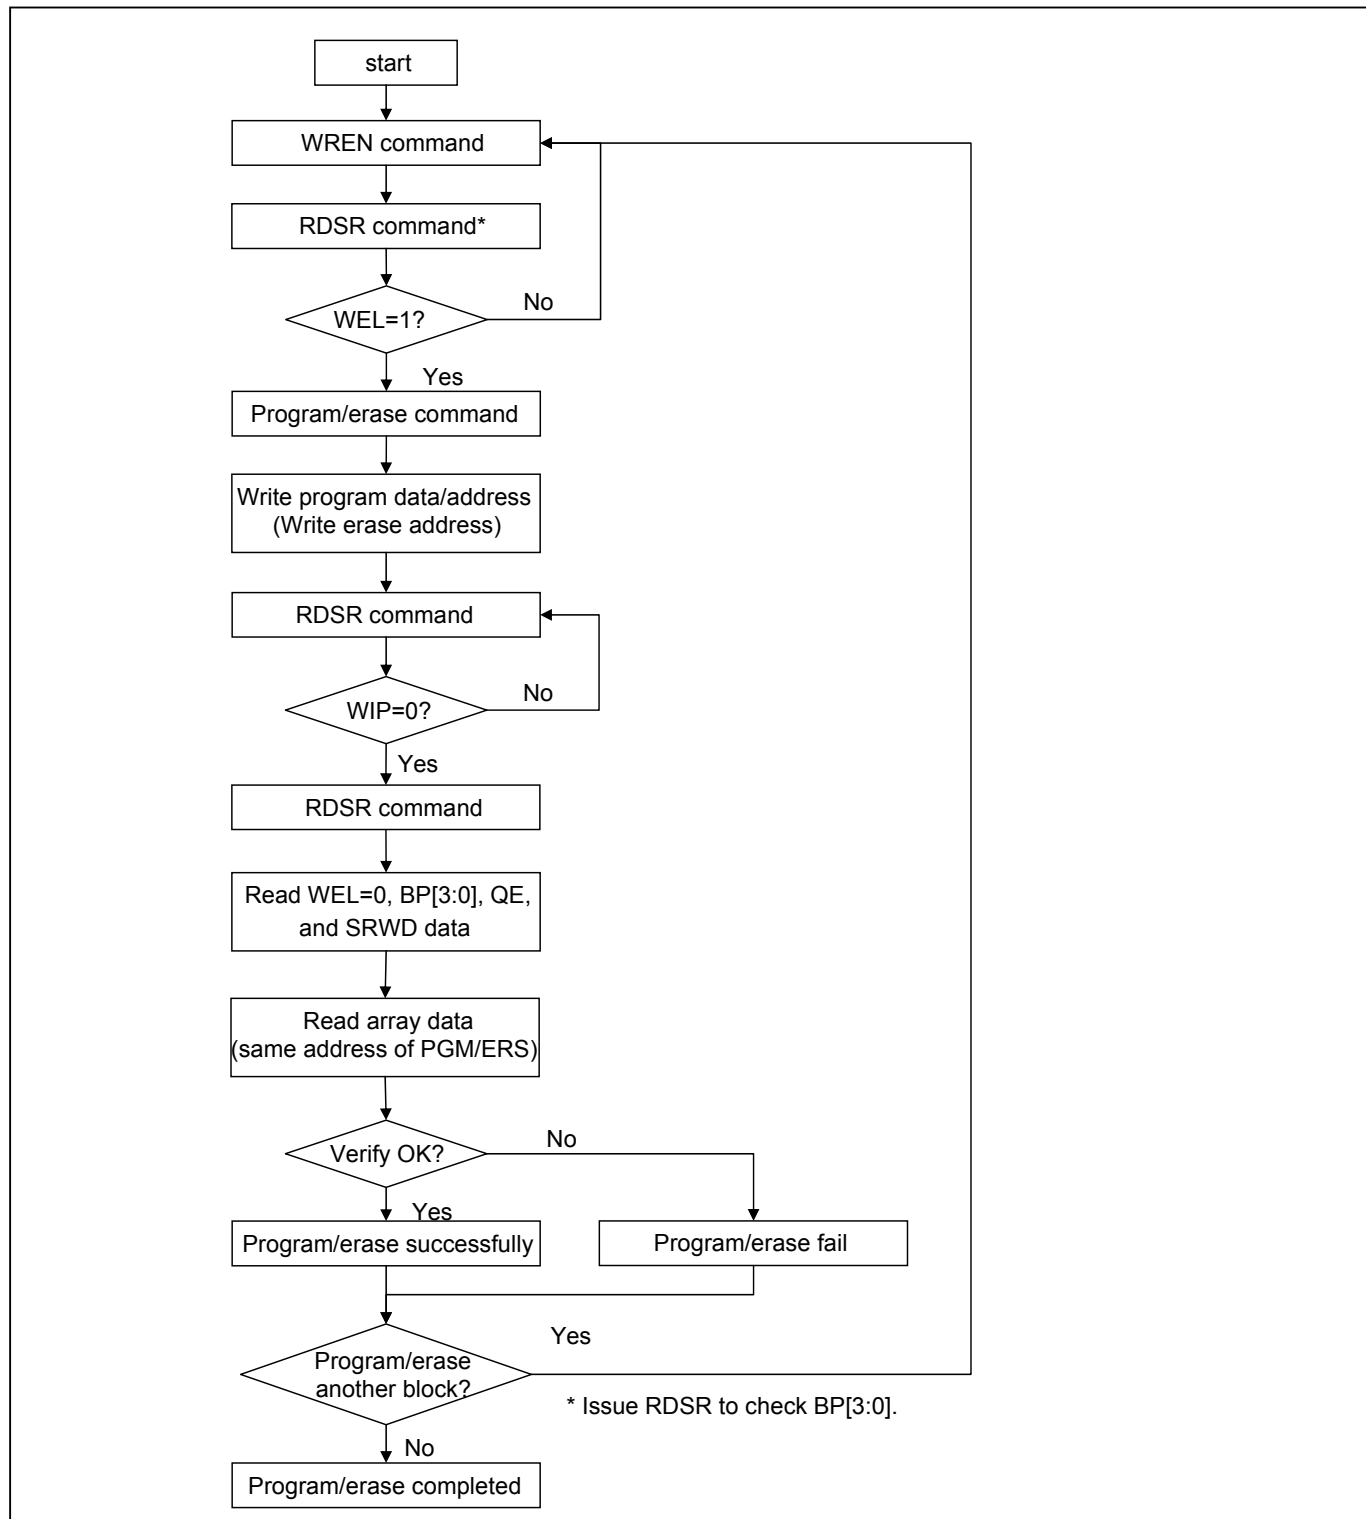 start
WREN command
RDSR command*
WEL=1?
No
Yes
Program/erase command
Write program data/address
(Write erase address)
RDSR command
WIP=0?
No
Yes
RDSR command
Read WEL=0, BP[3:0], QE,
and SRWD data
Read array data
(same address of PGM/ERS)
Verify OK?
No
Yes
Program/erase successfully
Program/erase fail
Program/erase
another block?
Yes
* Issue RDSR to check BP[3:0].
No
Program/erase completed